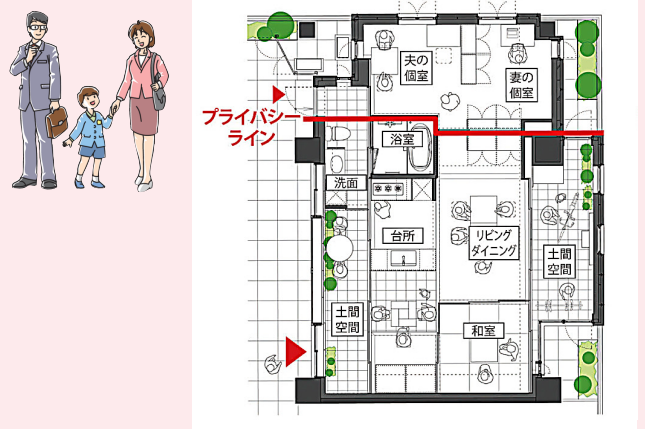 夫の
個室
妻の
個室
プライバシー
ライン
浴室
洗面
台所
リビング
ダイニング
土間
空間
土間
空間
和室